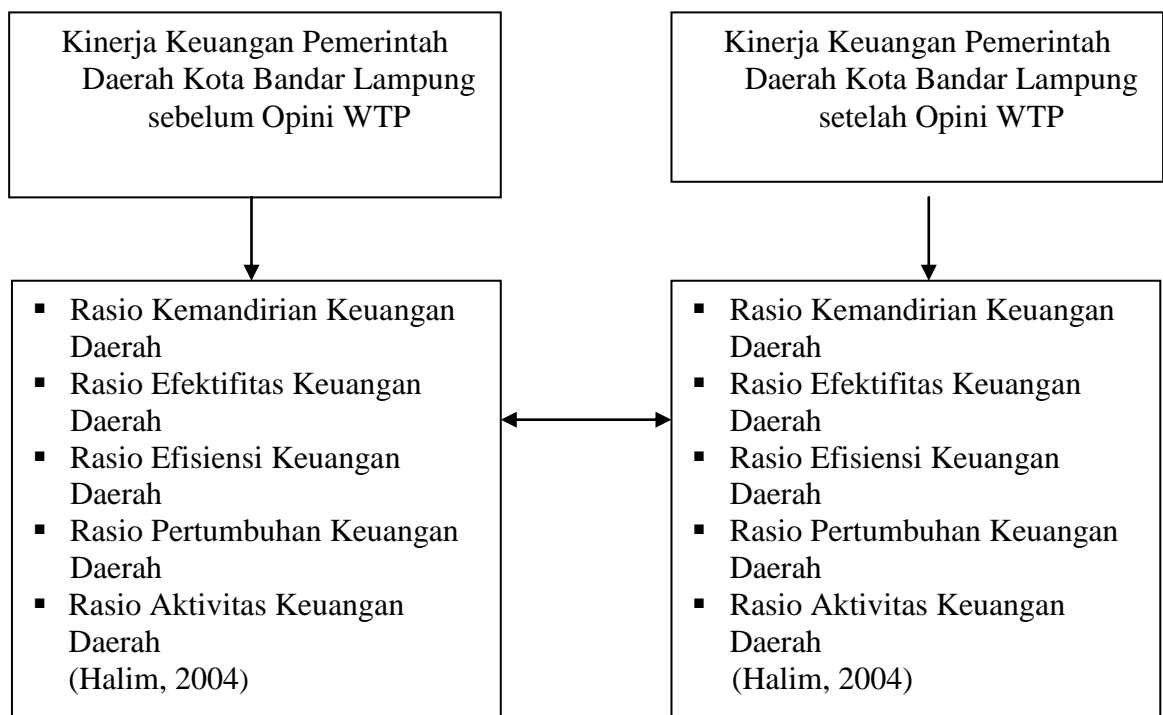 Kinerja Keuangan Pemerintah
Daerah Kota Bandar Lampung
sebelum Opini WTP
Kinerja Keuangan Pemerintah
Daerah Kota Bandar Lampung
setelah Opini WTP
▪ Rasio Kemandirian Keuangan
Daerah
▪ Rasio Efektifitas Keuangan
Daerah
▪ Rasio Efisiensi Keuangan
Daerah
▪ Rasio Pertumbuhan Keuangan
Daerah
▪ Rasio Aktivitas Keuangan
Daerah
(Halim, 2004)
▪ Rasio Kemandirian Keuangan
Daerah
▪ Rasio Efektifitas Keuangan
Daerah
▪ Rasio Efisiensi Keuangan
Daerah
▪ Rasio Pertumbuhan Keuangan
Daerah
▪ Rasio Aktivitas Keuangan
Daerah
(Halim, 2004)